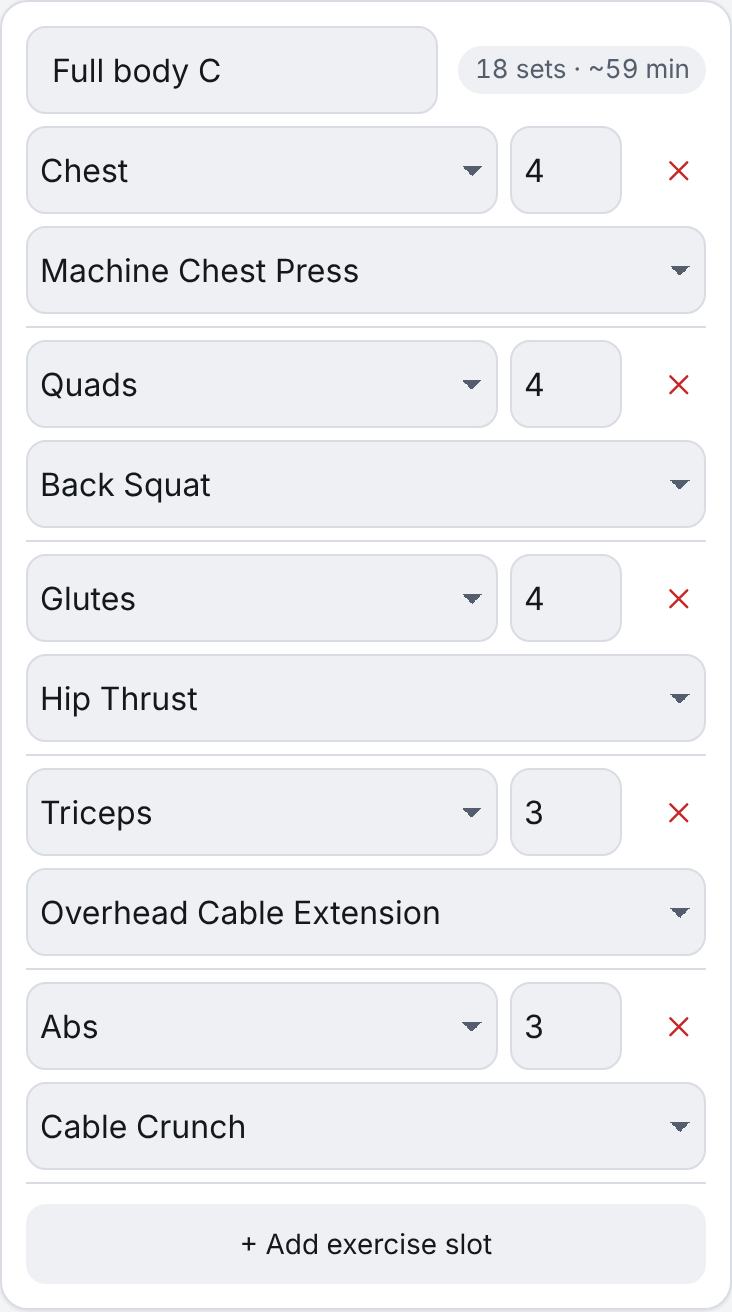 Full body C
18 sets · ~59 min
Chest
4
×
Machine Chest Press
Quads
4
×
Back Squat
Glutes
4
×
Hip Thrust
Triceps
3
×
Overhead Cable Extension
Abs
3
×
Cable Crunch
+ Add exercise slot